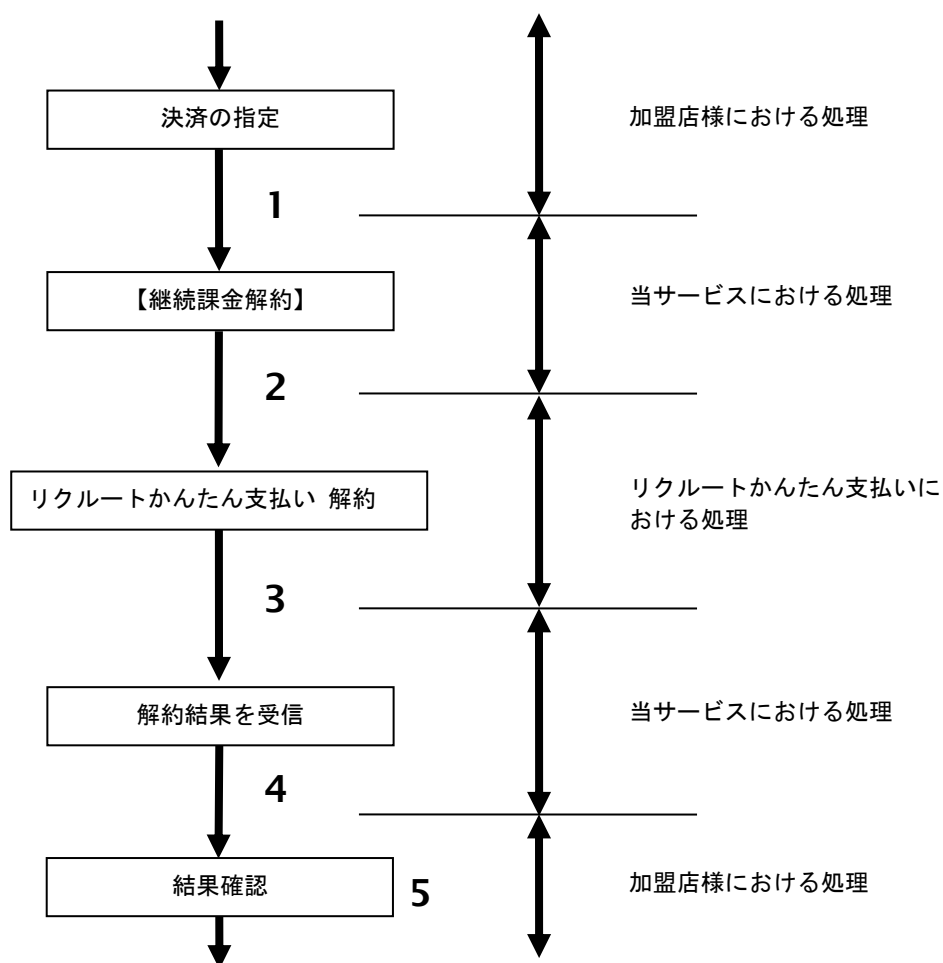 決済の指定
加盟店様における処理
1
【継続課金解約】
当サービスにおける処理
2
リクルートかんたん支払い 解約
リクルートかんたん支払いに
おける処理
3
解約結果を受信
当サービスにおける処理
4
結果確認
5
加盟店様における処理